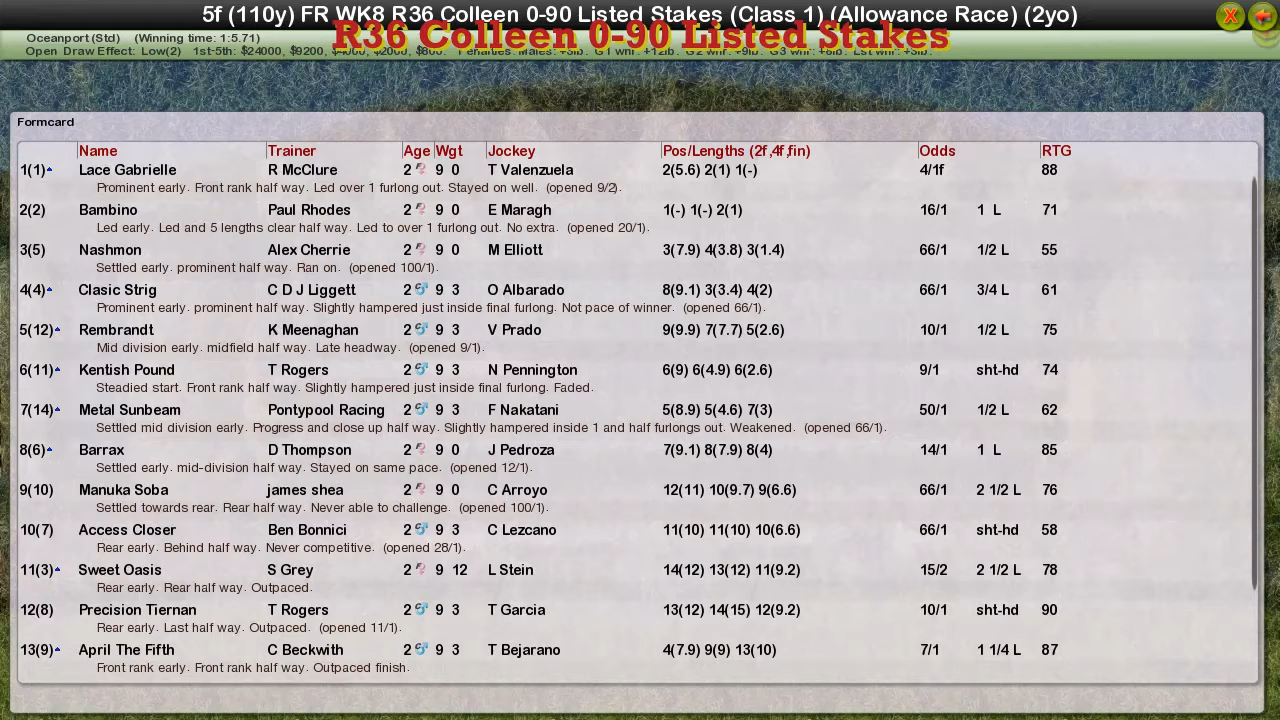 5f (110y) FR WK8 R36 Colleen 0-90 Listed Stakes (Class 1) (Allowance Race) (2yo)
R36 Colleen 0-90 Listed Stakes
Oceanport(Std) (Winning time: 1:5.71)
Open Draw Effect: Low(2) 1st-5th: $24000, $9200, $4000, $2000, $800. Penalties: Males: +3lb. G1 wnr: +12lb. G2 wnr: +9lb. G3 wnr: +6lb. Lst wnr: +3lb.
Formcard
Name Trainer Age Wgt Jockey Pos/Lengths (2f,4f,fin) Odds RTG
1(1) Lace Gabrielle R McClure 2 9 0 T Valenzuela 2(5.6) 2(1) 1(-) 4/1f 88
Prominent early. Front rank half way. Led over 1 furlong out. Stayed on well. (opened 9/2).
2(2) Bambino Paul Rhodes 2 9 0 E Maragh 1(-) 1(-) 2(1) 16/1 1 L 71
Led early. Led and 5 lengths clear half way. Led to over 1 furlong out. No extra. (opened 20/1).
3(5) Nashmon Alex Cherrie 2 9 0 M Elliott 3(7.9) 4(3.8) 3(1.4) 66/1 1/2 L 55
Settled early. prominent half way. Ran on. (opened 100/1).
4(4) Clasic Strig C D J Liggett 2 9 3 O Albarado 8(9.1) 3(3.4) 4(2) 66/1 3/4 L 61
Prominent early. prominent half way. Slightly hampered just inside final furlong. Not pace of winner. (opened 66/1).
5(12) Rembrandt K Meenaghan 2 9 3 V Prado 9(9.9) 7(7.7) 5(2.6) 10/1 1/2 L 75
Mid division early. midfield half way. Late headway. (opened 9/1).
6(11) Kentish Pound T Rogers 2 9 3 N Pennington 6(9) 6(4.9) 6(2.6) 9/1 sht-hd 74
Steadied start. Front rank half way. Slightly hampered just inside final furlong. Faded.
7(14) Metal Sunbeam Pontypool Racing 2 9 3 F Nakatani 5(8.9) 5(4.6) 7(3) 50/1 1/2 L 62
Settled mid division early. Progress and close up half way. Slightly hampered inside 1 and half furlongs out. Weakened. (opened 66/1).
8(6) Barrax D Thompson 2 9 0 J Pedroza 7(9.1) 8(7.9) 8(4) 14/1 1 L 85
Settled early. mid-division half way. Stayed on same pace. (opened 12/1).
9(10) Manuka Soba james shea 2 9 0 C Arroyo 12(11) 10(9.7) 9(6.6) 66/1 2 1/2 L 76
Settled towards rear. Rear half way. Never able to challenge. (opened 100/1).
10(7) Access Closer Ben Bonnici 2 9 3 C Lezcano 11(10) 11(10) 10(6.6) 66/1 sht-hd 58
Rear early. Behind half way. Never competitive. (opened 28/1).
11(3) Sweet Oasis S Grey 2 9 12 L Stein 14(12) 13(12) 11(9.2) 15/2 2 1/2 L 78
Rear early. Rear half way. Outpaced.
12(8) Precision Tiernan T Rogers 2 9 3 T Garcia 13(12) 14(15) 12(9.2) 10/1 sht-hd 90
Rear early. Last half way. Outpaced. (opened 11/1).
13(9) April The Fifth C Beckwith 2 9 3 T Bejarano 4(7.9) 9(9) 13(10) 7/1 1 1/4 L 87
Front rank early. Front rank half way. Outpaced finish.